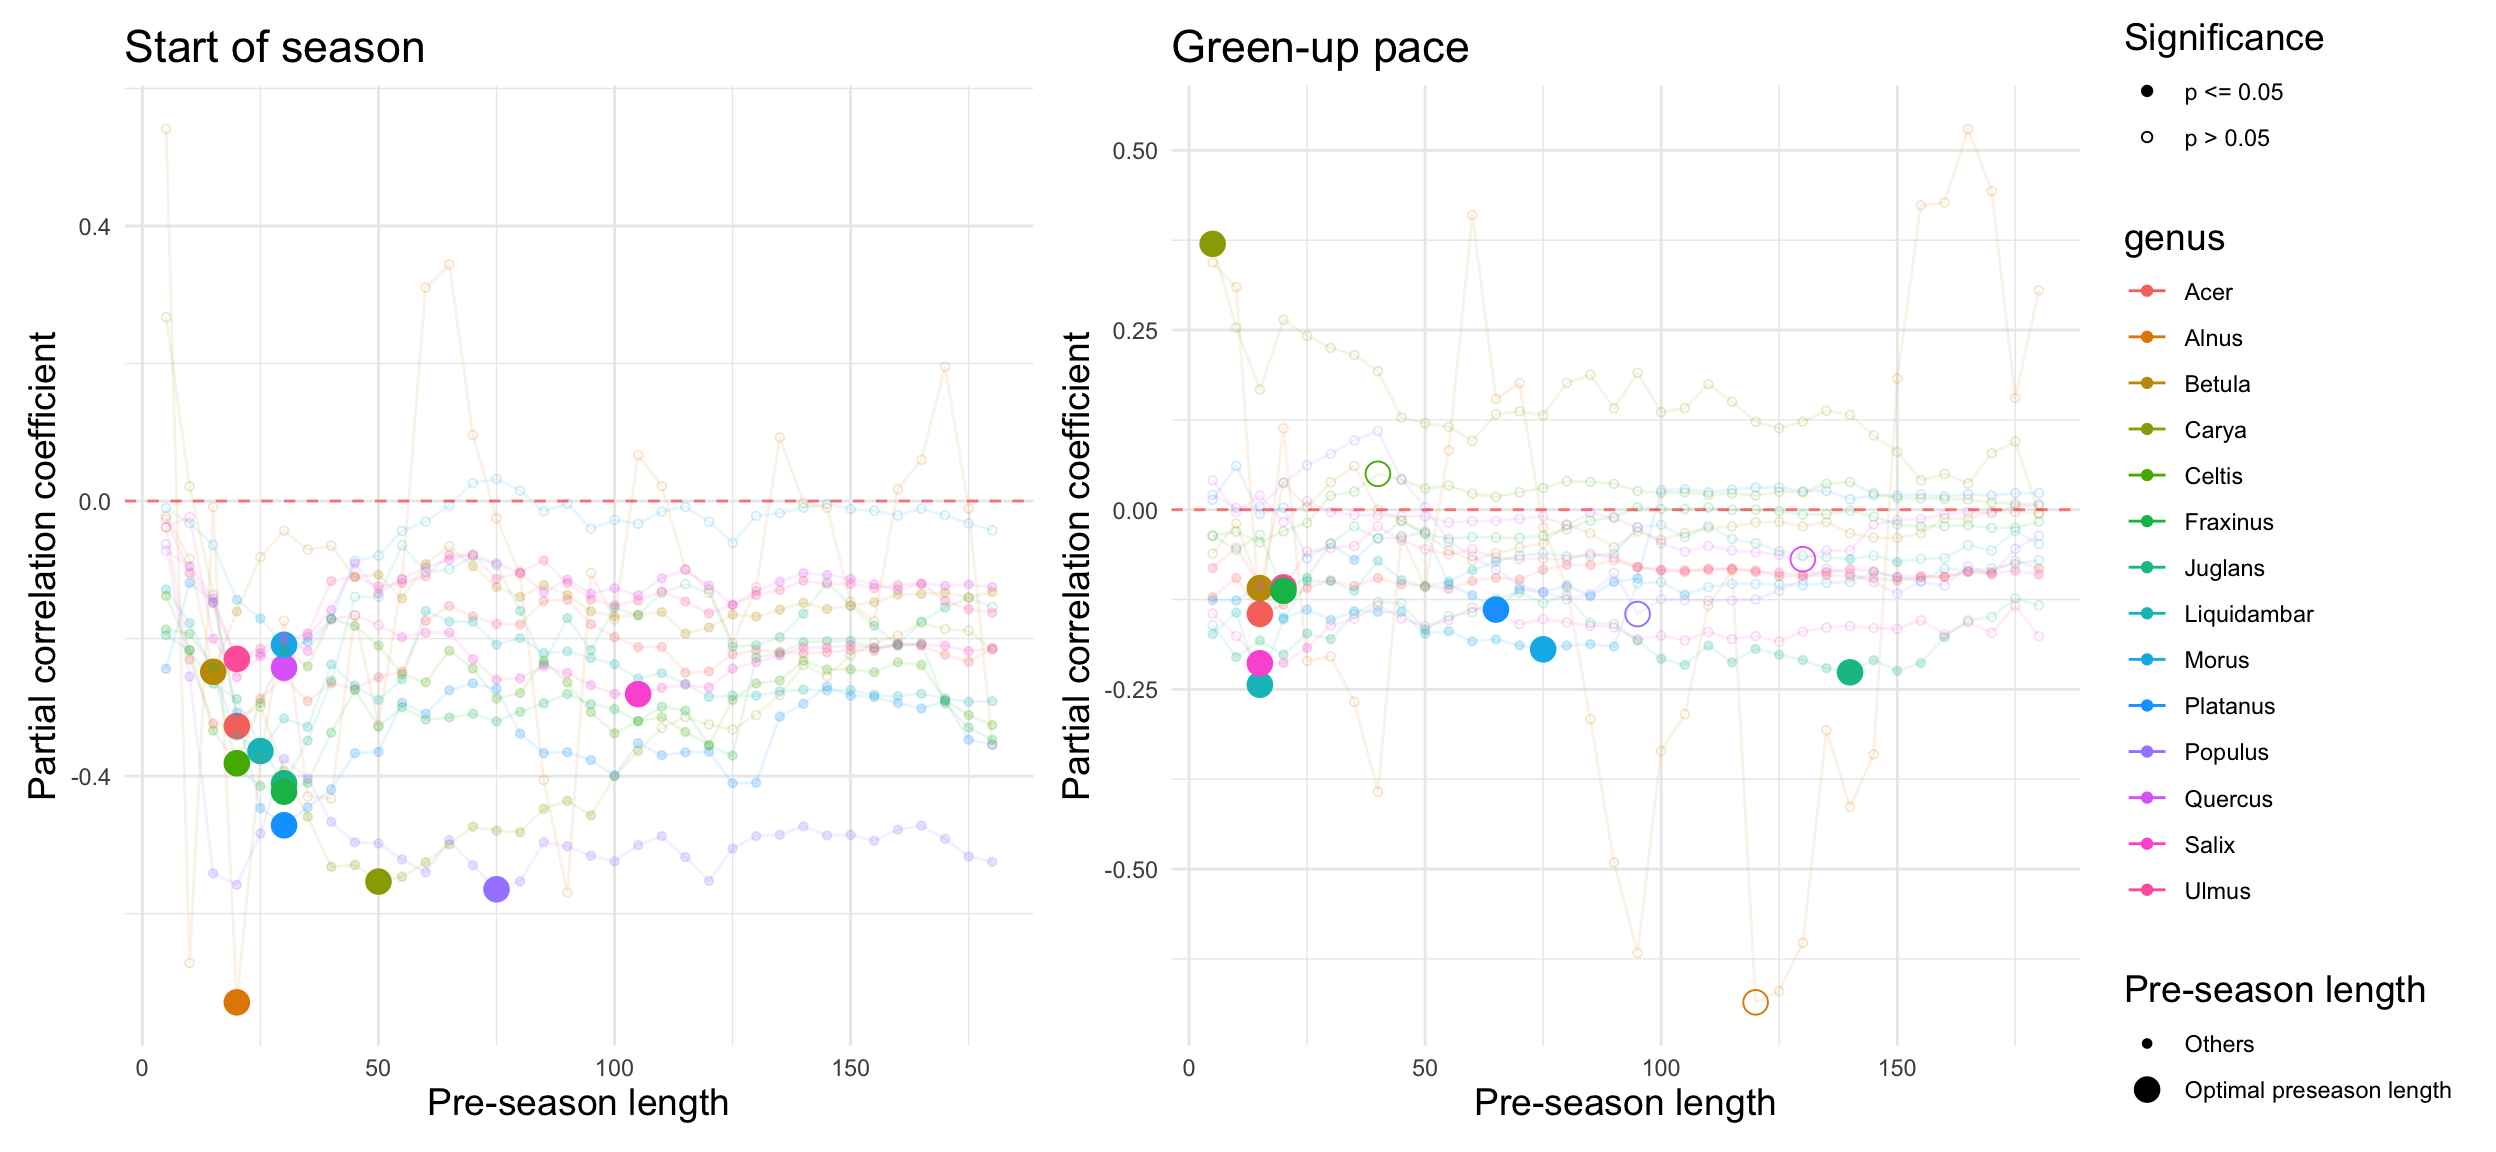 Start of season
Green-up pace
Partial correlation coefficient
0.4
0.0
-0.4
0
50
100
150
Pre-season length
Partial correlation coefficient
0.50
0.25
0.00
-0.25
-0.50
0
50
100
150
Pre-season length
Significance
p <= 0.05
p > 0.05
genus
Acer
Alnus
Betula
Carya
Celtis
Fraxinus
Juglans
Liquidambar
Morus
Platanus
Populus
Quercus
Salix
Ulmus
Pre-season length
Others
Optimal preseason length